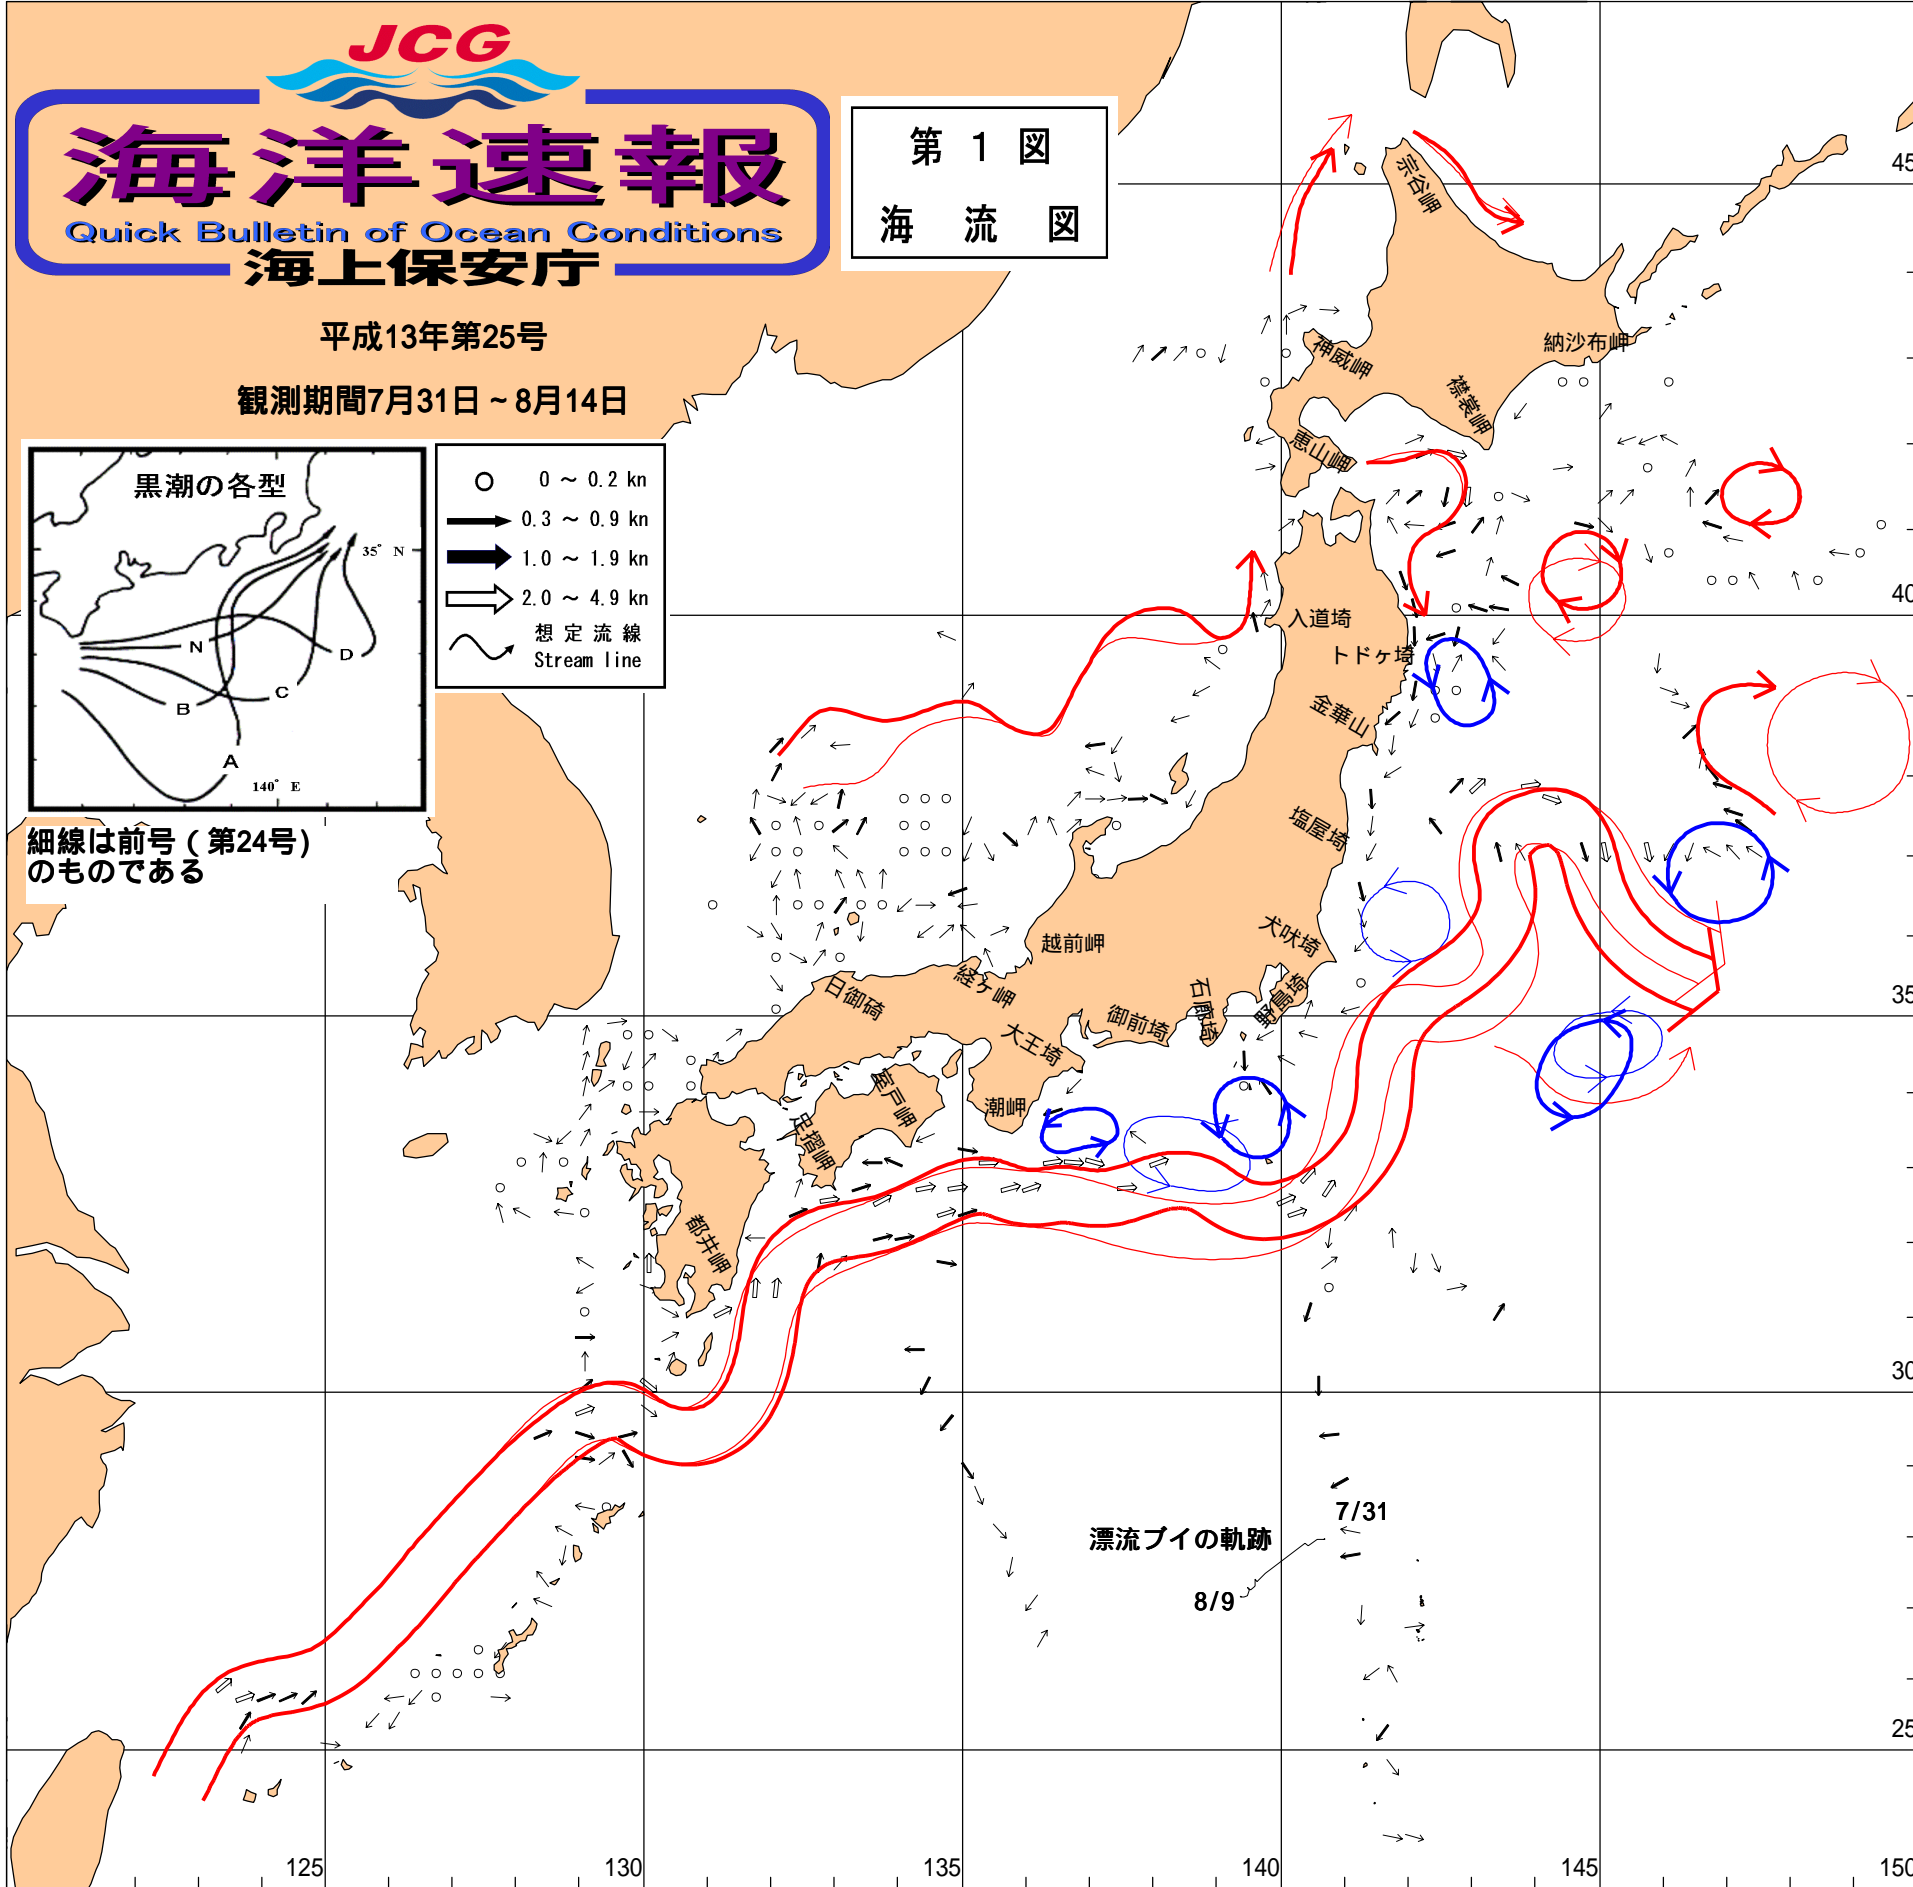 JCG
海洋速報
Quick Bulletin of Ocean Conditions
海上保安庁
平成13年第25号
観測期間7月31日～8月14日
第 1 図
海 流 図
黒潮の各型
35° N
N
D
B
C
A
140° E
0 ～ 0.2 kn
0.3 ～ 0.9 kn
1.0 ～ 1.9 kn
2.0 ～ 4.9 kn
想 定 流 線
Stream line
細線は前号(第24号)
のものである
宗谷岬
神威岬
納沙布岬
襟裳岬
恵山岬
入道埼
トドヶ埼
金華山
塩屋埼
犬吠埼
越前岬
経ヶ岬
日御碕
石廊埼
野島埼
御前埼
大王埼
室戸岬
潮岬
足摺岬
都井岬
漂流ブイの軌跡
7/31
8/9
45
40
35
30
25
125
130
135
140
145
150